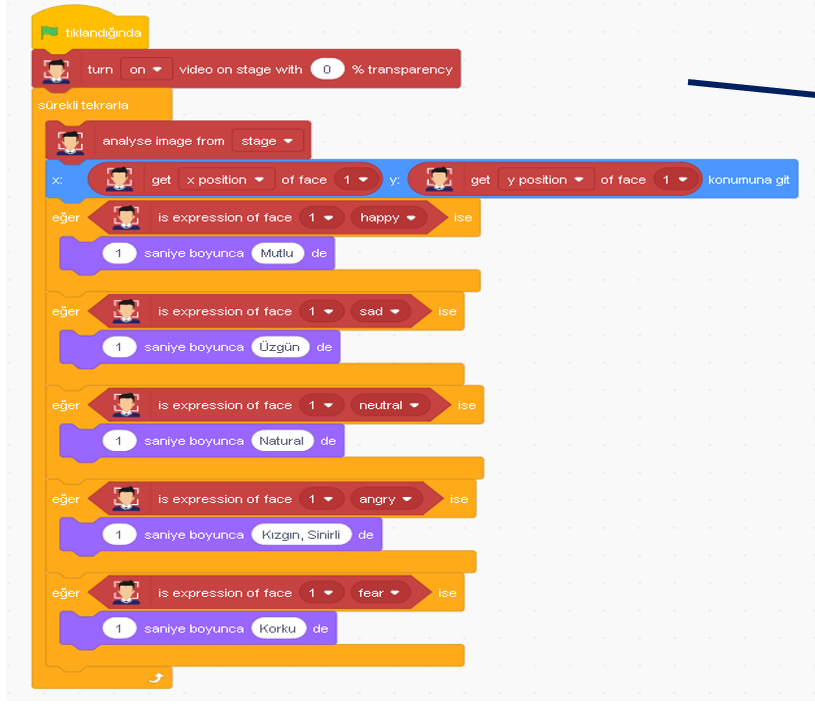 tıklandığında
turn on video on stage with 0 % transparency
sürekli tekrarla
analyse image from stage
x: get x position of face 1 y: get y position of face 1 konumuna git
eğer is expression of face 1 happy ise
1 saniye boyunca Mutlu de
eğer is expression of face 1 sad ise
1 saniye boyunca Üzgün de
eğer is expression of face 1 neutral ise
1 saniye boyunca Natural de
eğer is expression of face 1 angry ise
1 saniye boyunca Kızgın, Sinirli de
eğer is expression of face 1 fear ise
1 saniye boyunca Korku de